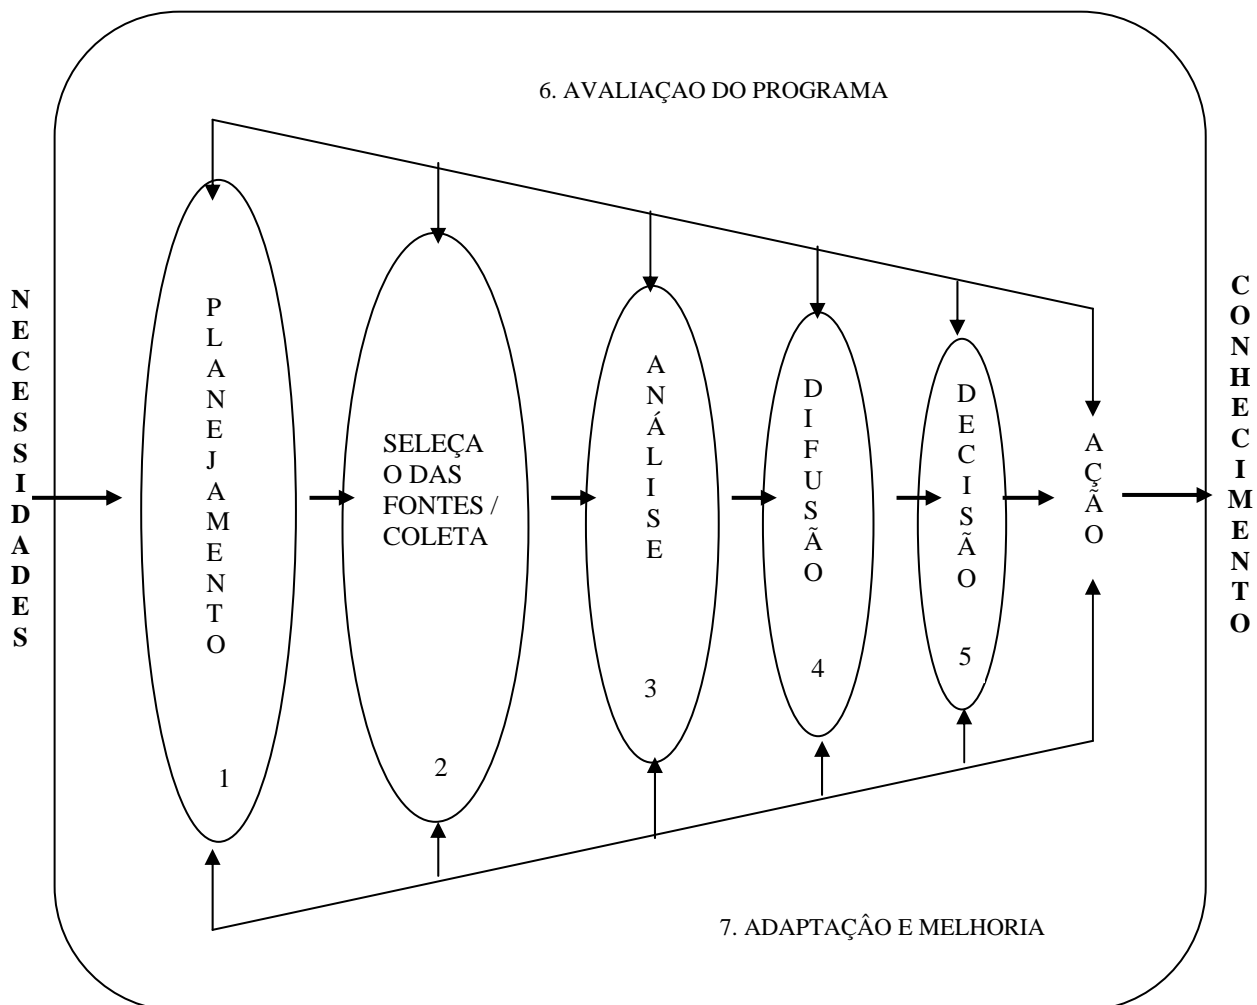 6. AVALIAÇAO DO PROGRAMA
NECESSIDADES
PLANEJAMENTO
1
SELEÇA
O DAS
FONTES /
COLETA
2
ANÁLISE
3
DIFUSÃO
4
DECISÃO
5
AÇÃO
CONHECIMENTO
7. ADAPTAÇÂO E MELHORIA